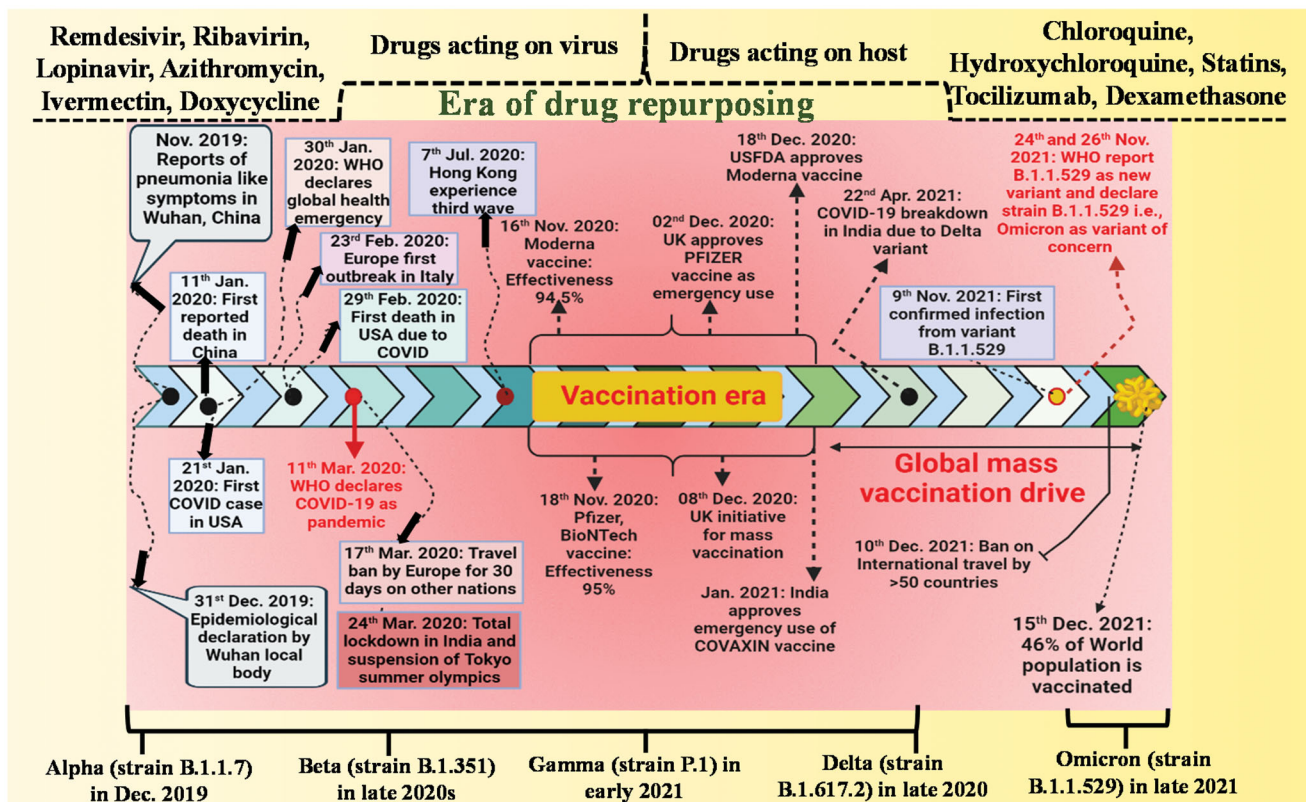 Remdesivir, Ribavirin,
Lopinavir, Azithromycin,
Ivermectin, Doxycycline
Drugs acting on virus
Drugs acting on host
Chloroquine,
Hydroxychloroquine, Statins,
Tocilizumab, Dexamethasone
Era of drug repurposing
Nov. 2019:
Reports of
pneumonia like
symptoms in
Wuhan, China
30th Jan.
2020: WHO
declares
global health
emergency
7th Jul. 2020:
Hong Kong
experience
third wave
18th Dec. 2020:
USFDA approves
Moderna vaccine
24th and 26th Nov.
2021: WHO report
B.1.1.529 as new
variant and declare
strain B.1.1.529 i.e.,
Omicron as variant of
concern
22nd Apr. 2021:
COVID-19 breakdown
in India due to Delta
variant
16th Nov. 2020:
Moderna
vaccine:
Effectiveness
94.5%
02nd Dec. 2020:
UK approves
PFIZER
vaccine as
emergency use
23rd Feb. 2020:
Europe first
outbreak in Italy
11th Jan.
2020: First
reported
death in
China
29th Feb. 2020:
First death in
USA due to
COVID
9th Nov. 2021: First
confirmed infection
from variant
B.1.1.529
Vaccination era
21st Jan.
2020: First
COVID case
in USA
11th Mar. 2020:
WHO declares
COVID-19 as
pandemic
Global mass
vaccination drive
18th Nov. 2020:
Pfizer,
BioNTech
vaccine:
Effectiveness
95%
08th Dec. 2020:
UK initiative
for mass
vaccination
17th Mar. 2020: Travel
ban by Europe for 30
days on other nations
10th Dec. 2021: Ban on
International travel by
>50 countries
31st Dec. 2019:
Epidemiological
declaration by
Wuhan local
body
24th Mar. 2020: Total
lockdown in India and
suspension of Tokyo
summer olympics
Jan. 2021: India
approves
emergency use of
COVAXIN vaccine
15th Dec. 2021:
46% of World
population is
vaccinated
Alpha (strain B.1.1.7)
in Dec. 2019
Beta (strain B.1.351)
in late 2020s
Gamma (strain P.1) in
early 2021
Delta (strain
B.1.617.2) in late 2020
Omicron (strain
B.1.1.529) in late 2021